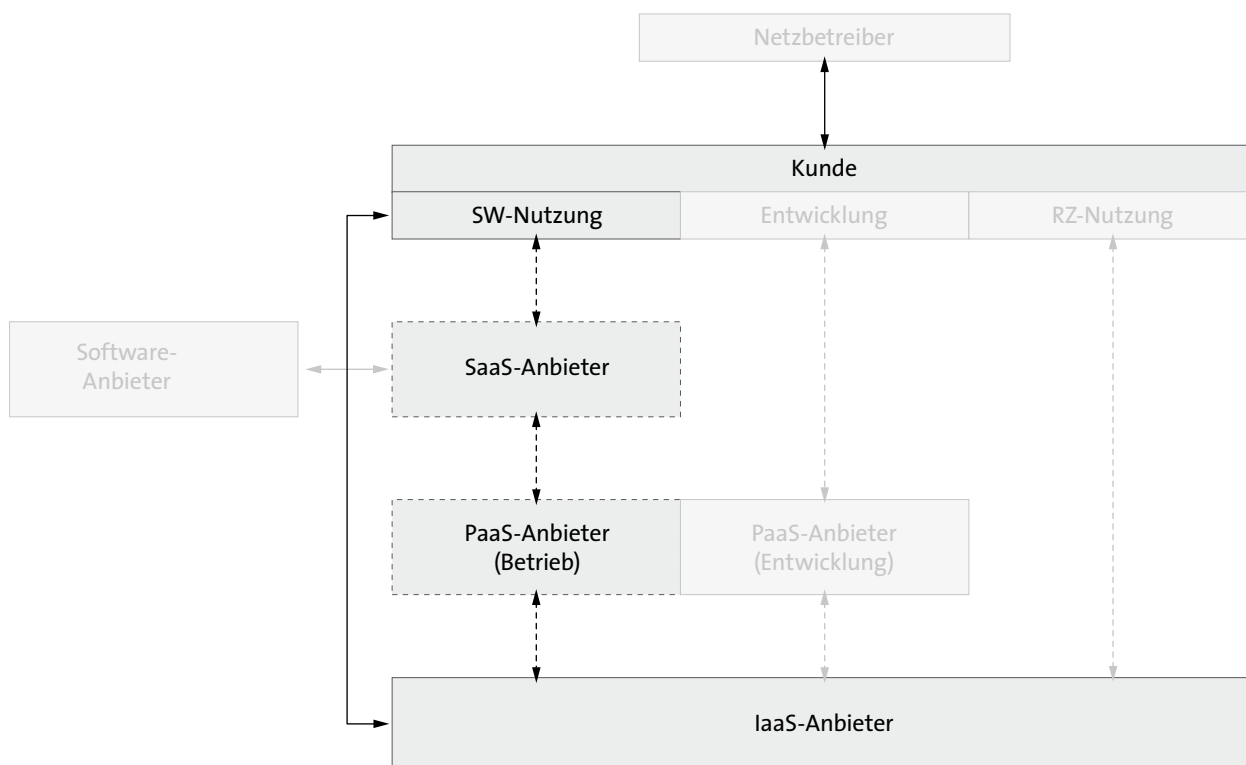 Netzbetreiber
Kunde
SW-Nutzung
Entwicklung
RZ-Nutzung
Software-
Anbieter
SaaS-Anbieter
PaaS-Anbieter
(Betrieb)
PaaS-Anbieter
(Entwicklung)
IaaS-Anbieter